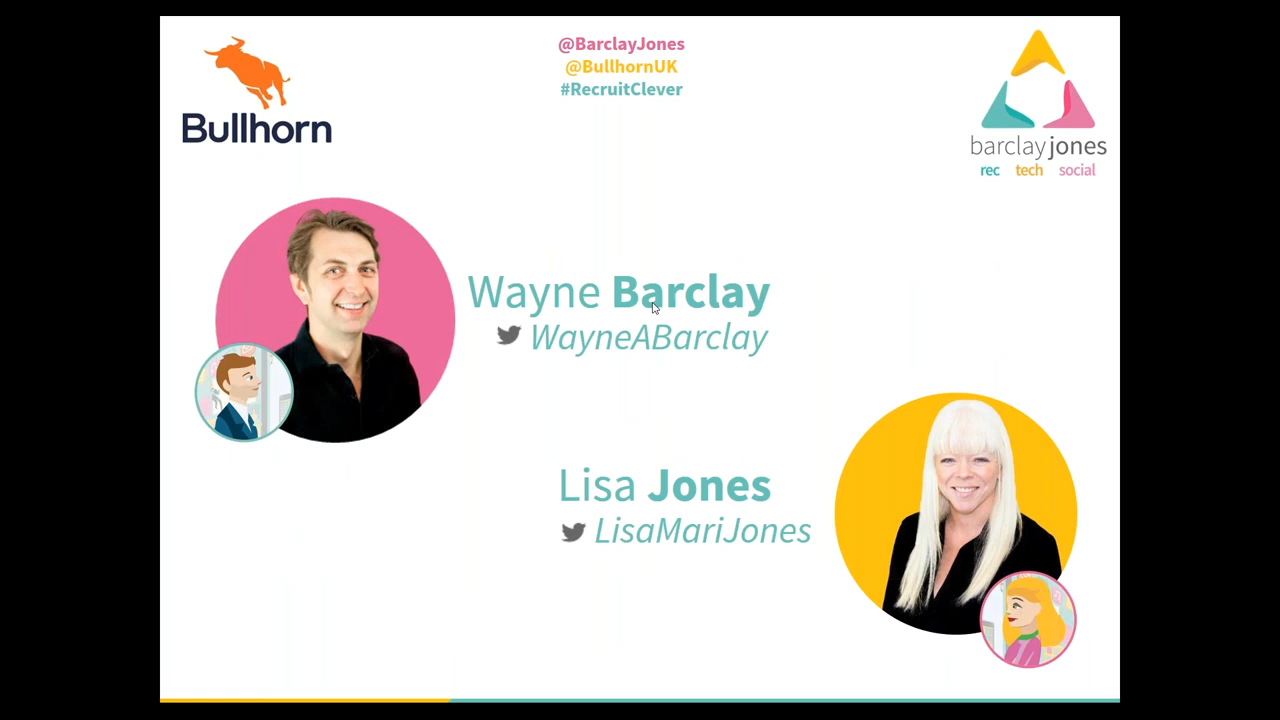 Bullhorn
@BarclayJones
@BullhornUK
#RecruitClever
barclayjones
rec tech social
Wayne Barclay
WayneABarclay
Lisa Jones
LisaMariJones